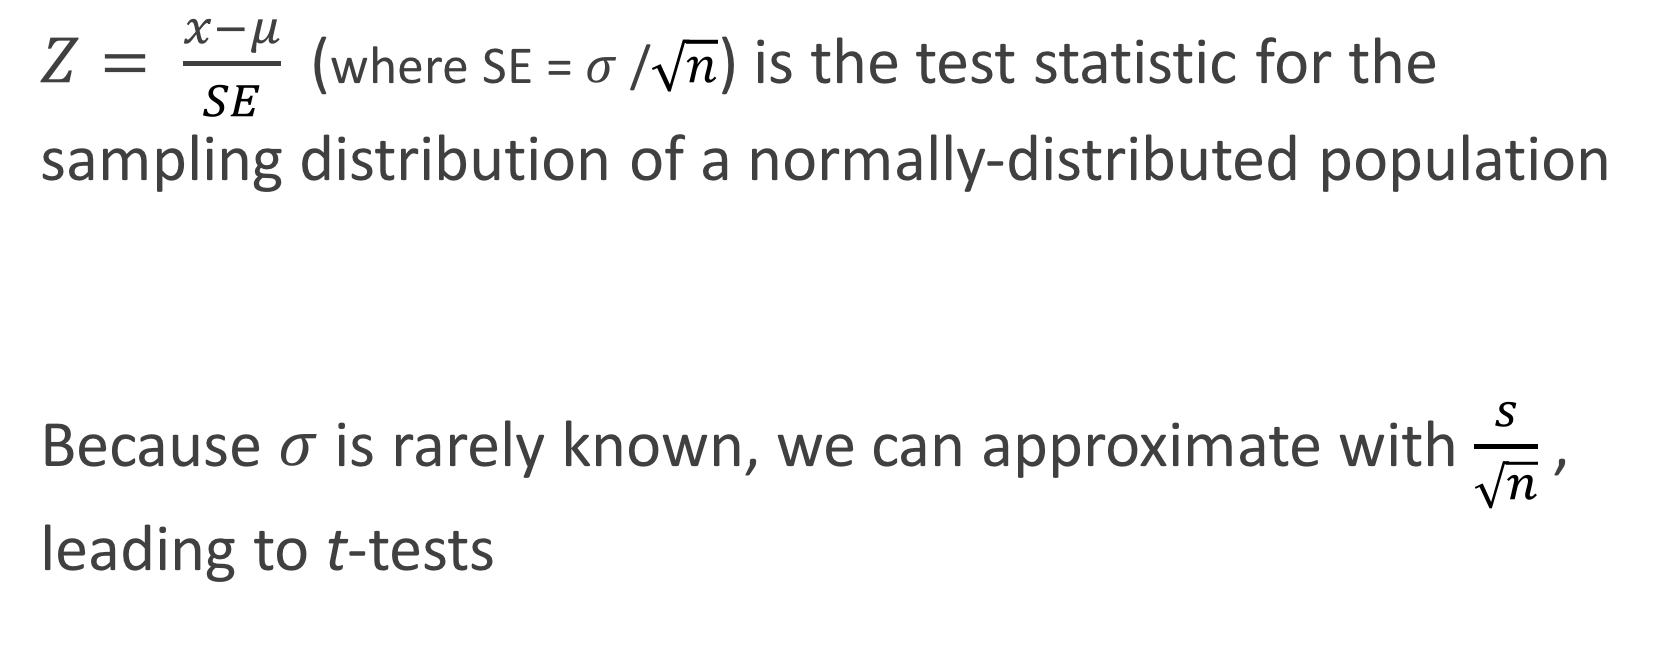 Z = x−μ/SE (where SE = σ /√n) is the test statistic for the
sampling distribution of a normally-distributed population
Because σ is rarely known, we can approximate with s/√n ,
leading to t-tests